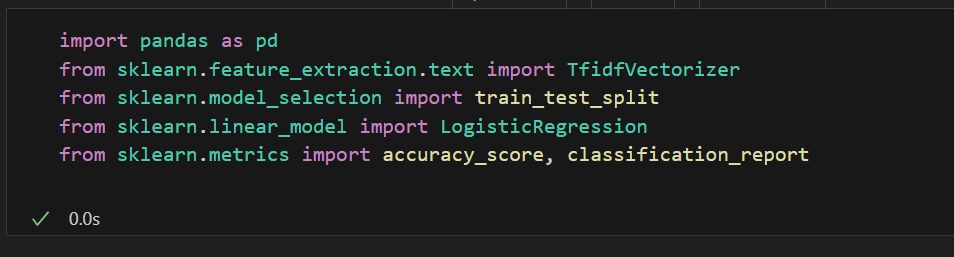 import pandas as pd
from sklearn.feature_extraction.text import TfidfVectorizer
from sklearn.model_selection import train_test_split
from sklearn.linear_model import LogisticRegression
from sklearn.metrics import accuracy_score, classification_report
0.0s